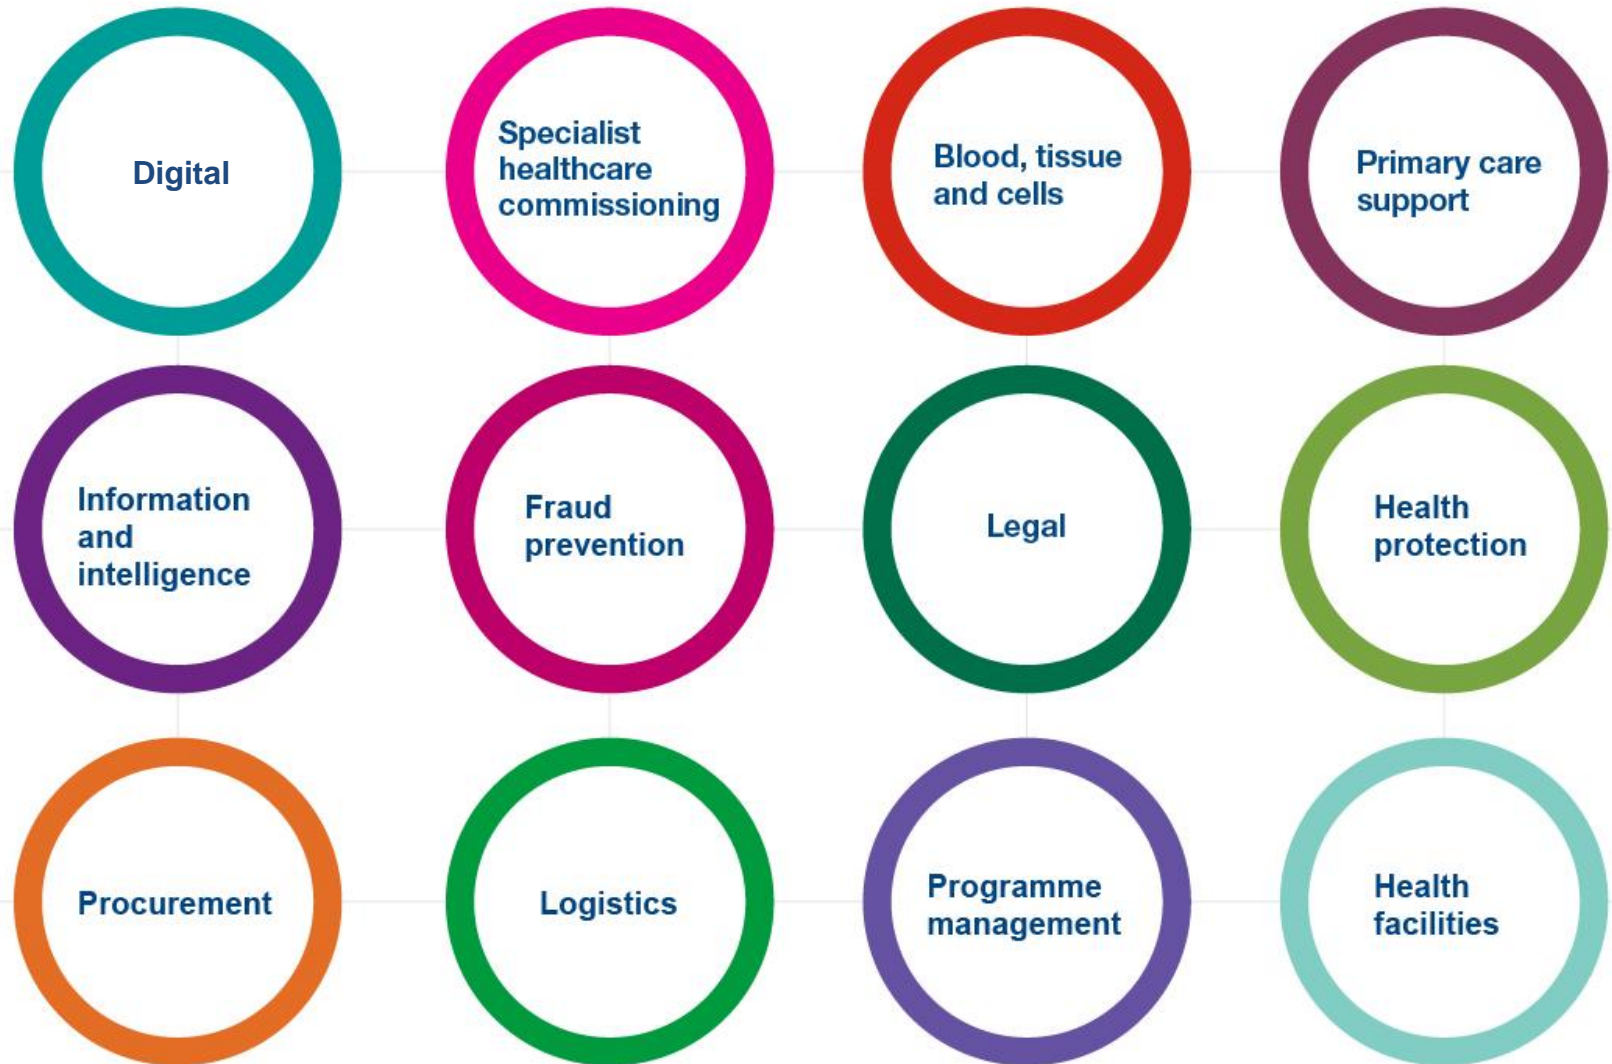 Digital
Specialist
healthcare
commissioning
Blood, tissue
and cells
Primary care
support
Information
and
intelligence
Fraud
prevention
Legal
Health
protection
Procurement
Logistics
Programme
management
Health
facilities